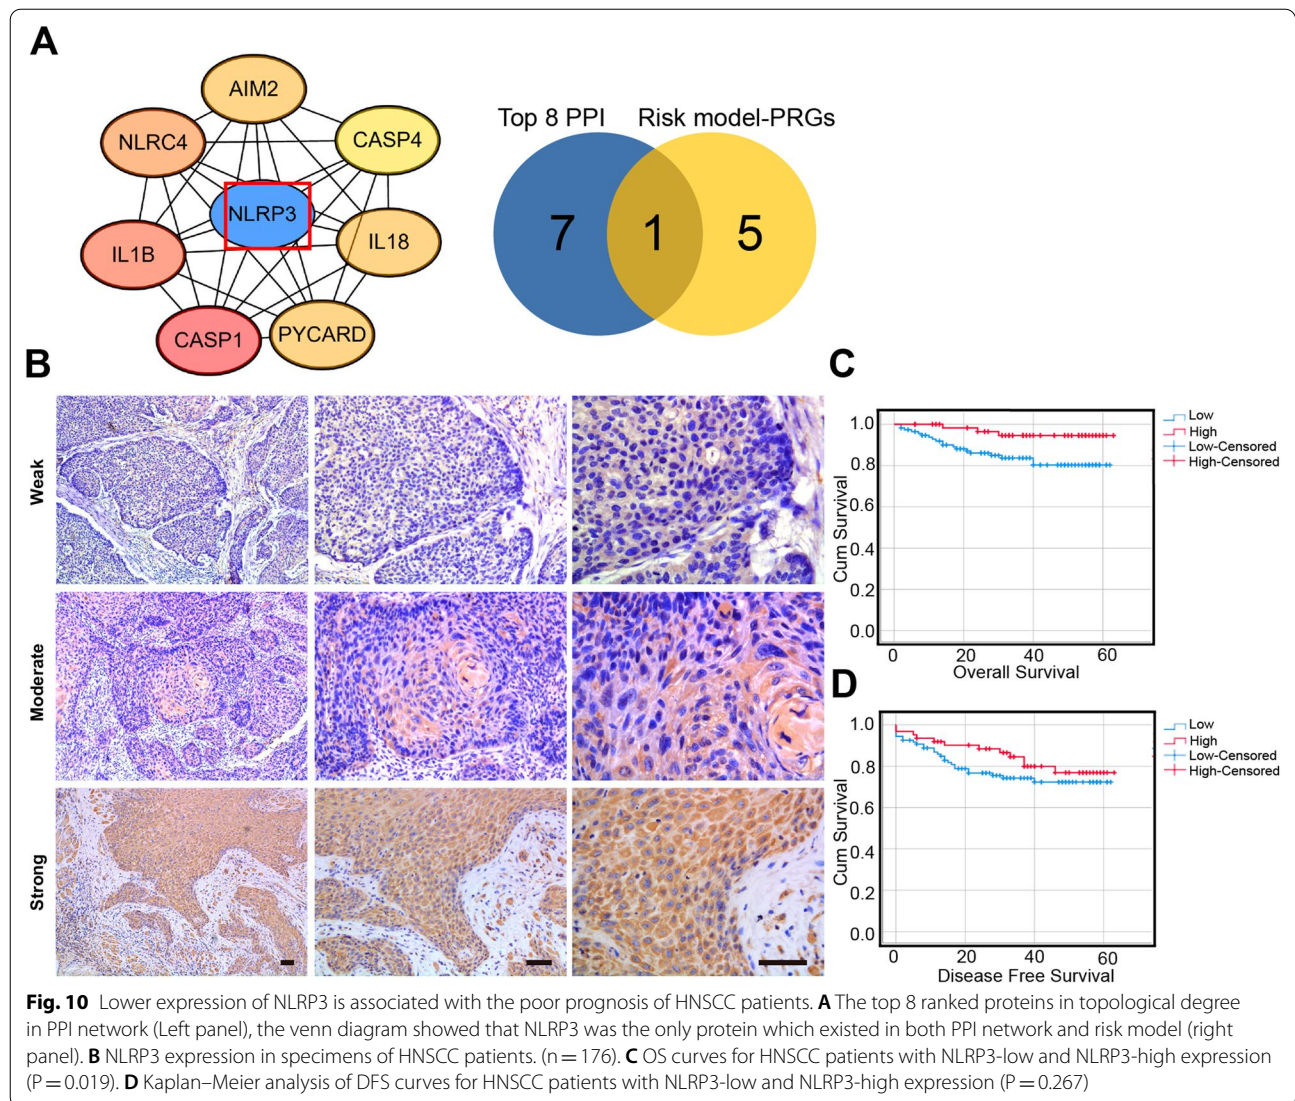 A
AIM2
NLRC4
CASP4
NLRP3
IL1B
IL18
CASP1
PYCARD
Top 8 PPI
Risk model-PRGs
7
1
5
B
Weak
Moderate
Strong
C
Cum Survival
1.0
0.8
0.6
0.4
0.2
0.0
0
20
40
60
Overall Survival
Low
High
Low-Censored
High-Censored
D
Cum Survival
1.0
0.8
0.6
0.4
0.2
0.0
0
20
40
60
Disease Free Survival
Low
High
Low-Censored
High-Censored
Fig. 10 Lower expression of NLRP3 is associated with the poor prognosis of HNSCC patients. A The top 8 ranked proteins in topological degree
in PPI network (Left panel), the venn diagram showed that NLRP3 was the only protein which existed in both PPI network and risk model (right
panel). B NLRP3 expression in specimens of HNSCC patients. (n = 176). C OS curves for HNSCC patients with NLRP3-low and NLRP3-high expression
(P = 0.019). D Kaplan–Meier analysis of DFS curves for HNSCC patients with NLRP3-low and NLRP3-high expression (P = 0.267)